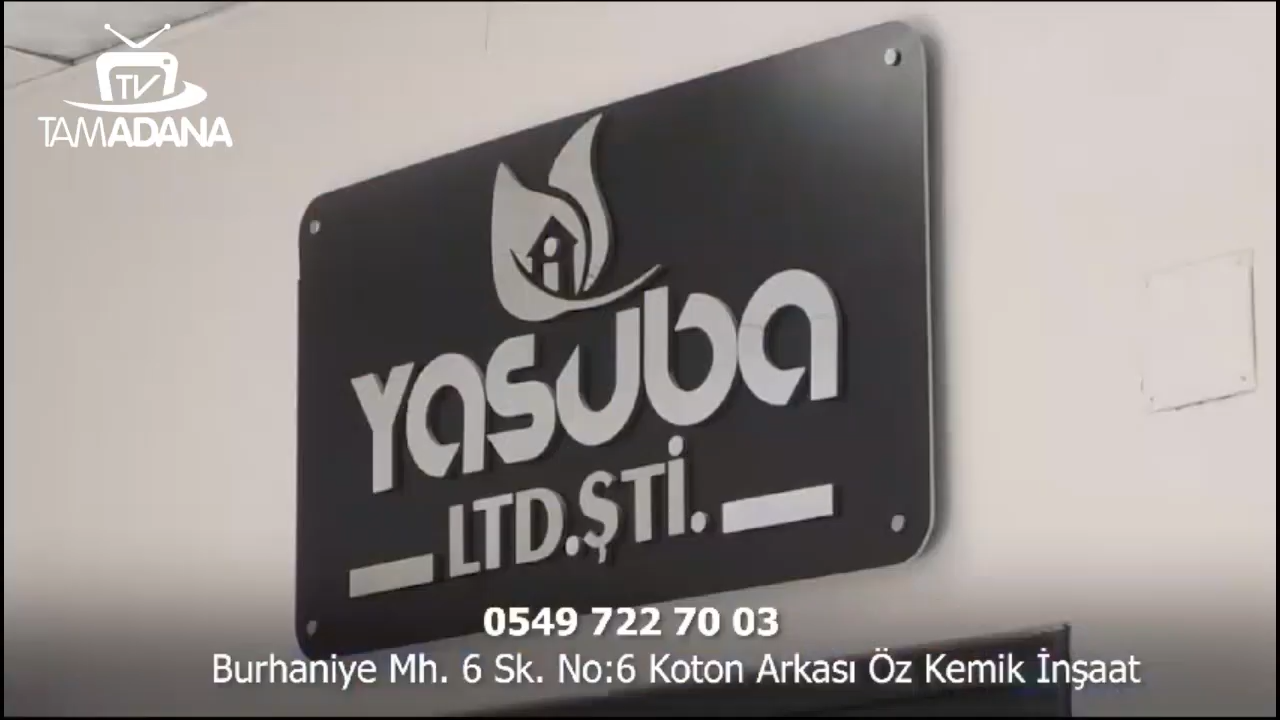 TV
TAMADANA
YASUBA
LTD.ŞTİ.
0549 722 70 03
Burhaniye Mh. 6 Sk. No:6 Koton Arkası Öz Kemik İnşaat